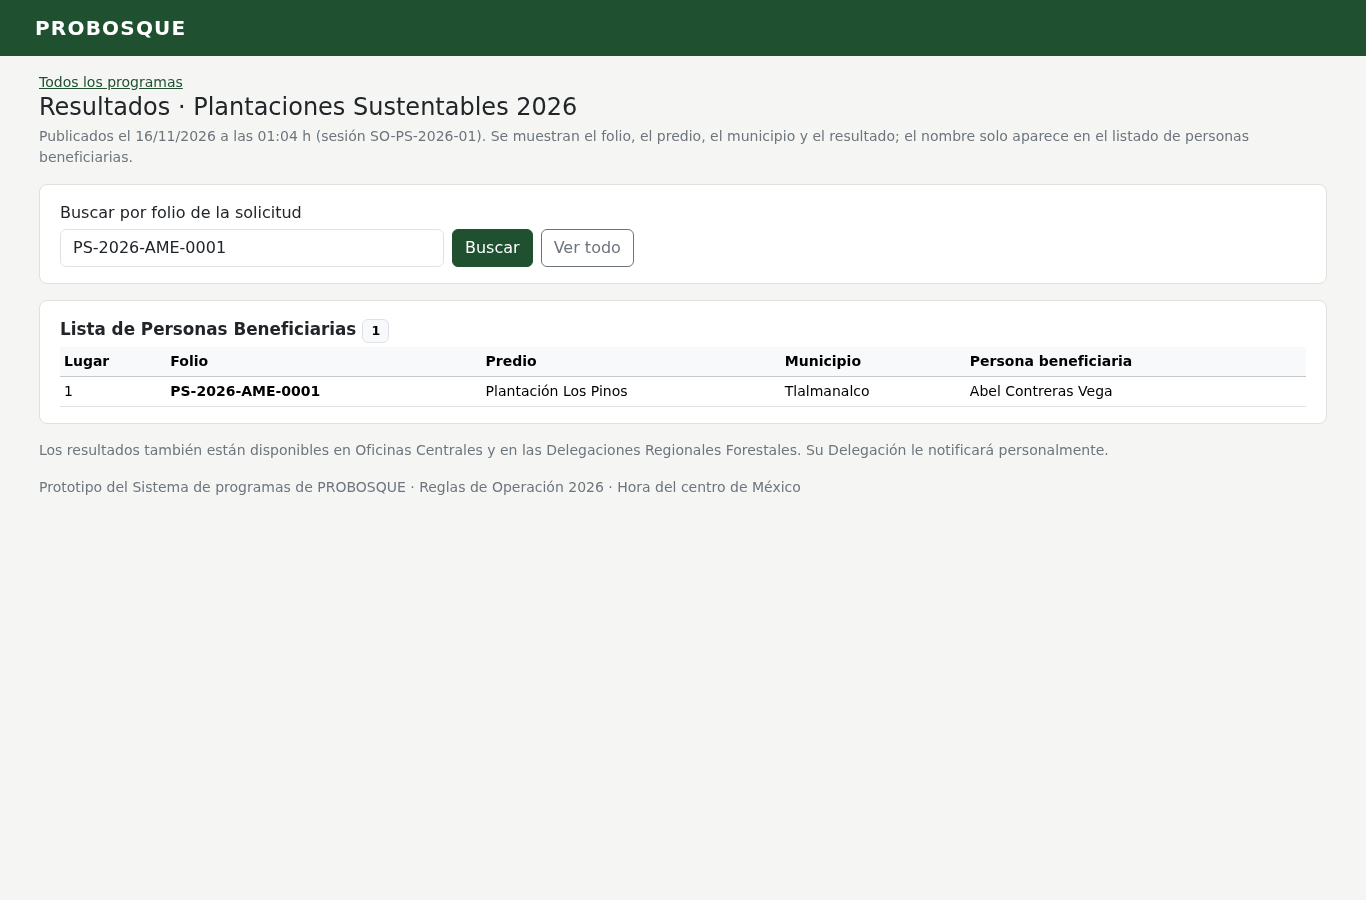 PROBOSQUE
Todos los programas
Resultados · Plantaciones Sustentables 2026
Publicados el 16/11/2026 a las 01:04 h (sesión SO-PS-2026-01). Se muestran el folio, el predio, el municipio y el resultado; el nombre solo aparece en el listado de personas
beneficiarias.
Buscar por folio de la solicitud
PS-2026-AME-0001 Buscar Ver todo
Lista de Personas Beneficiarias 1
Lugar Folio Predio Municipio Persona beneficiaria
1 PS-2026-AME-0001 Plantación Los Pinos Tlalmanalco Abel Contreras Vega
Los resultados también están disponibles en Oficinas Centrales y en las Delegaciones Regionales Forestales. Su Delegación le notificará personalmente.
Prototipo del Sistema de programas de PROBOSQUE · Reglas de Operación 2026 · Hora del centro de México